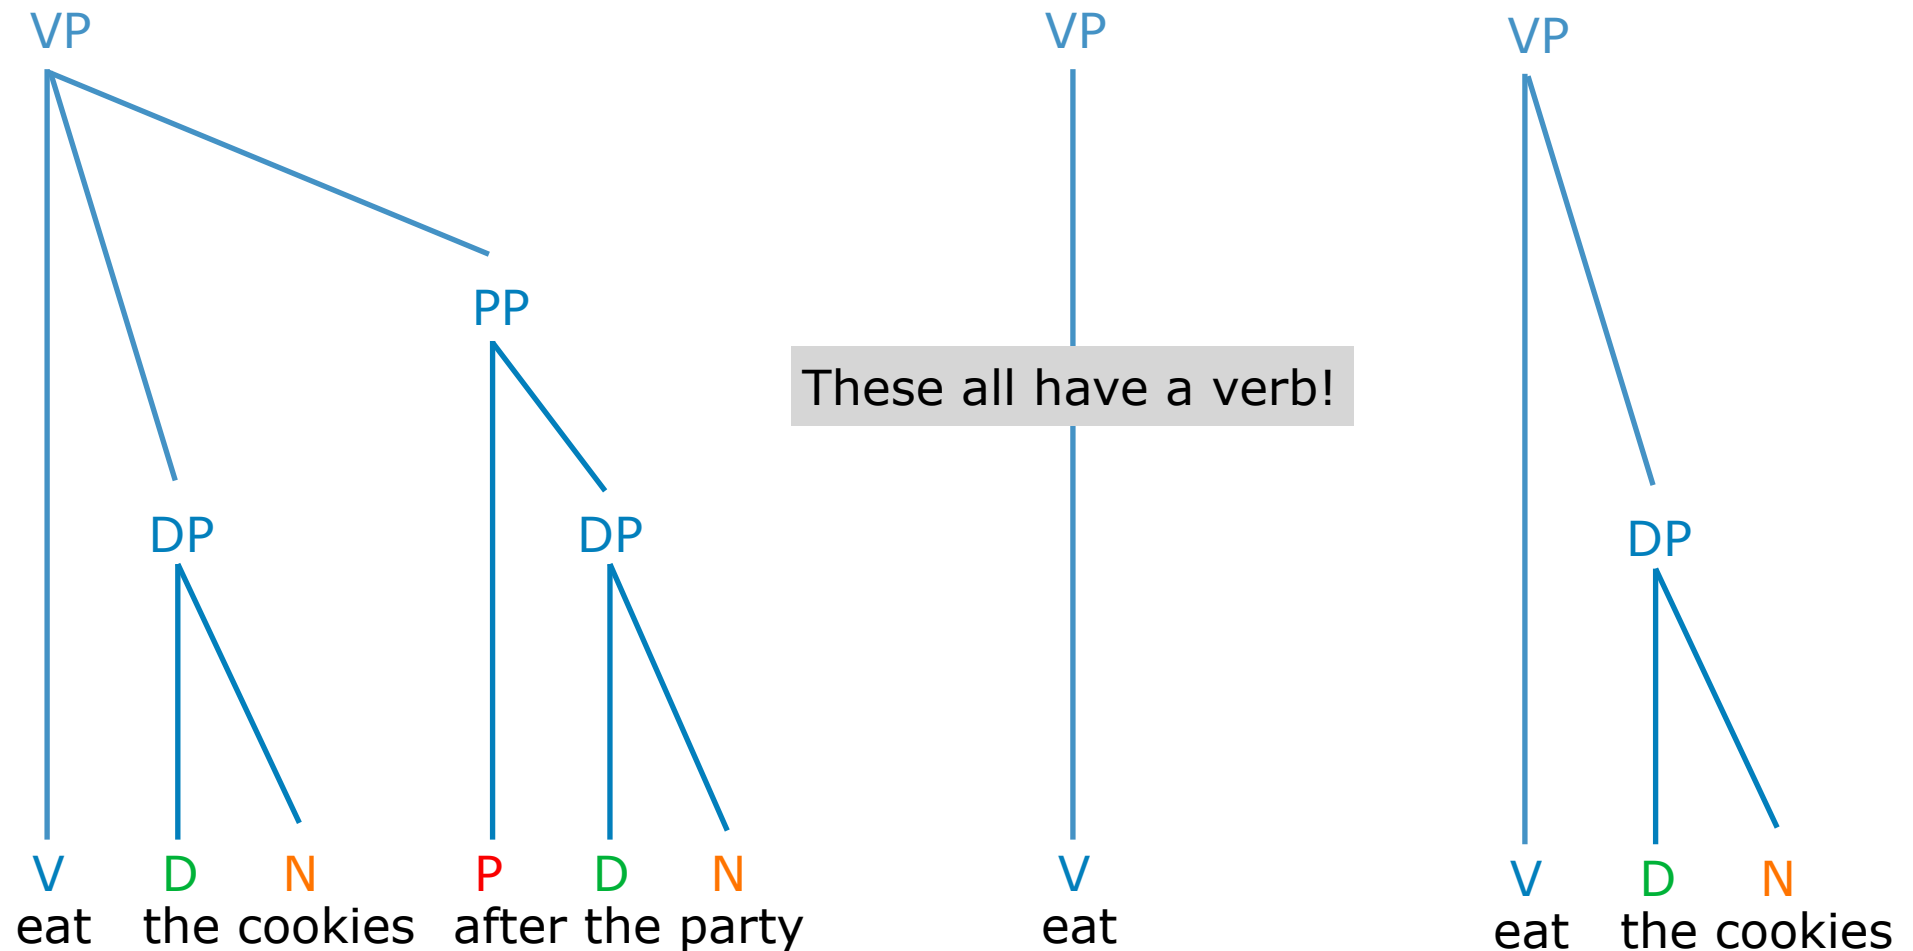 VP VP VP
PP
These all have a verb!
DP DP DP
V D N P D N V V D N
eat the cookies after the party eat eat the cookies